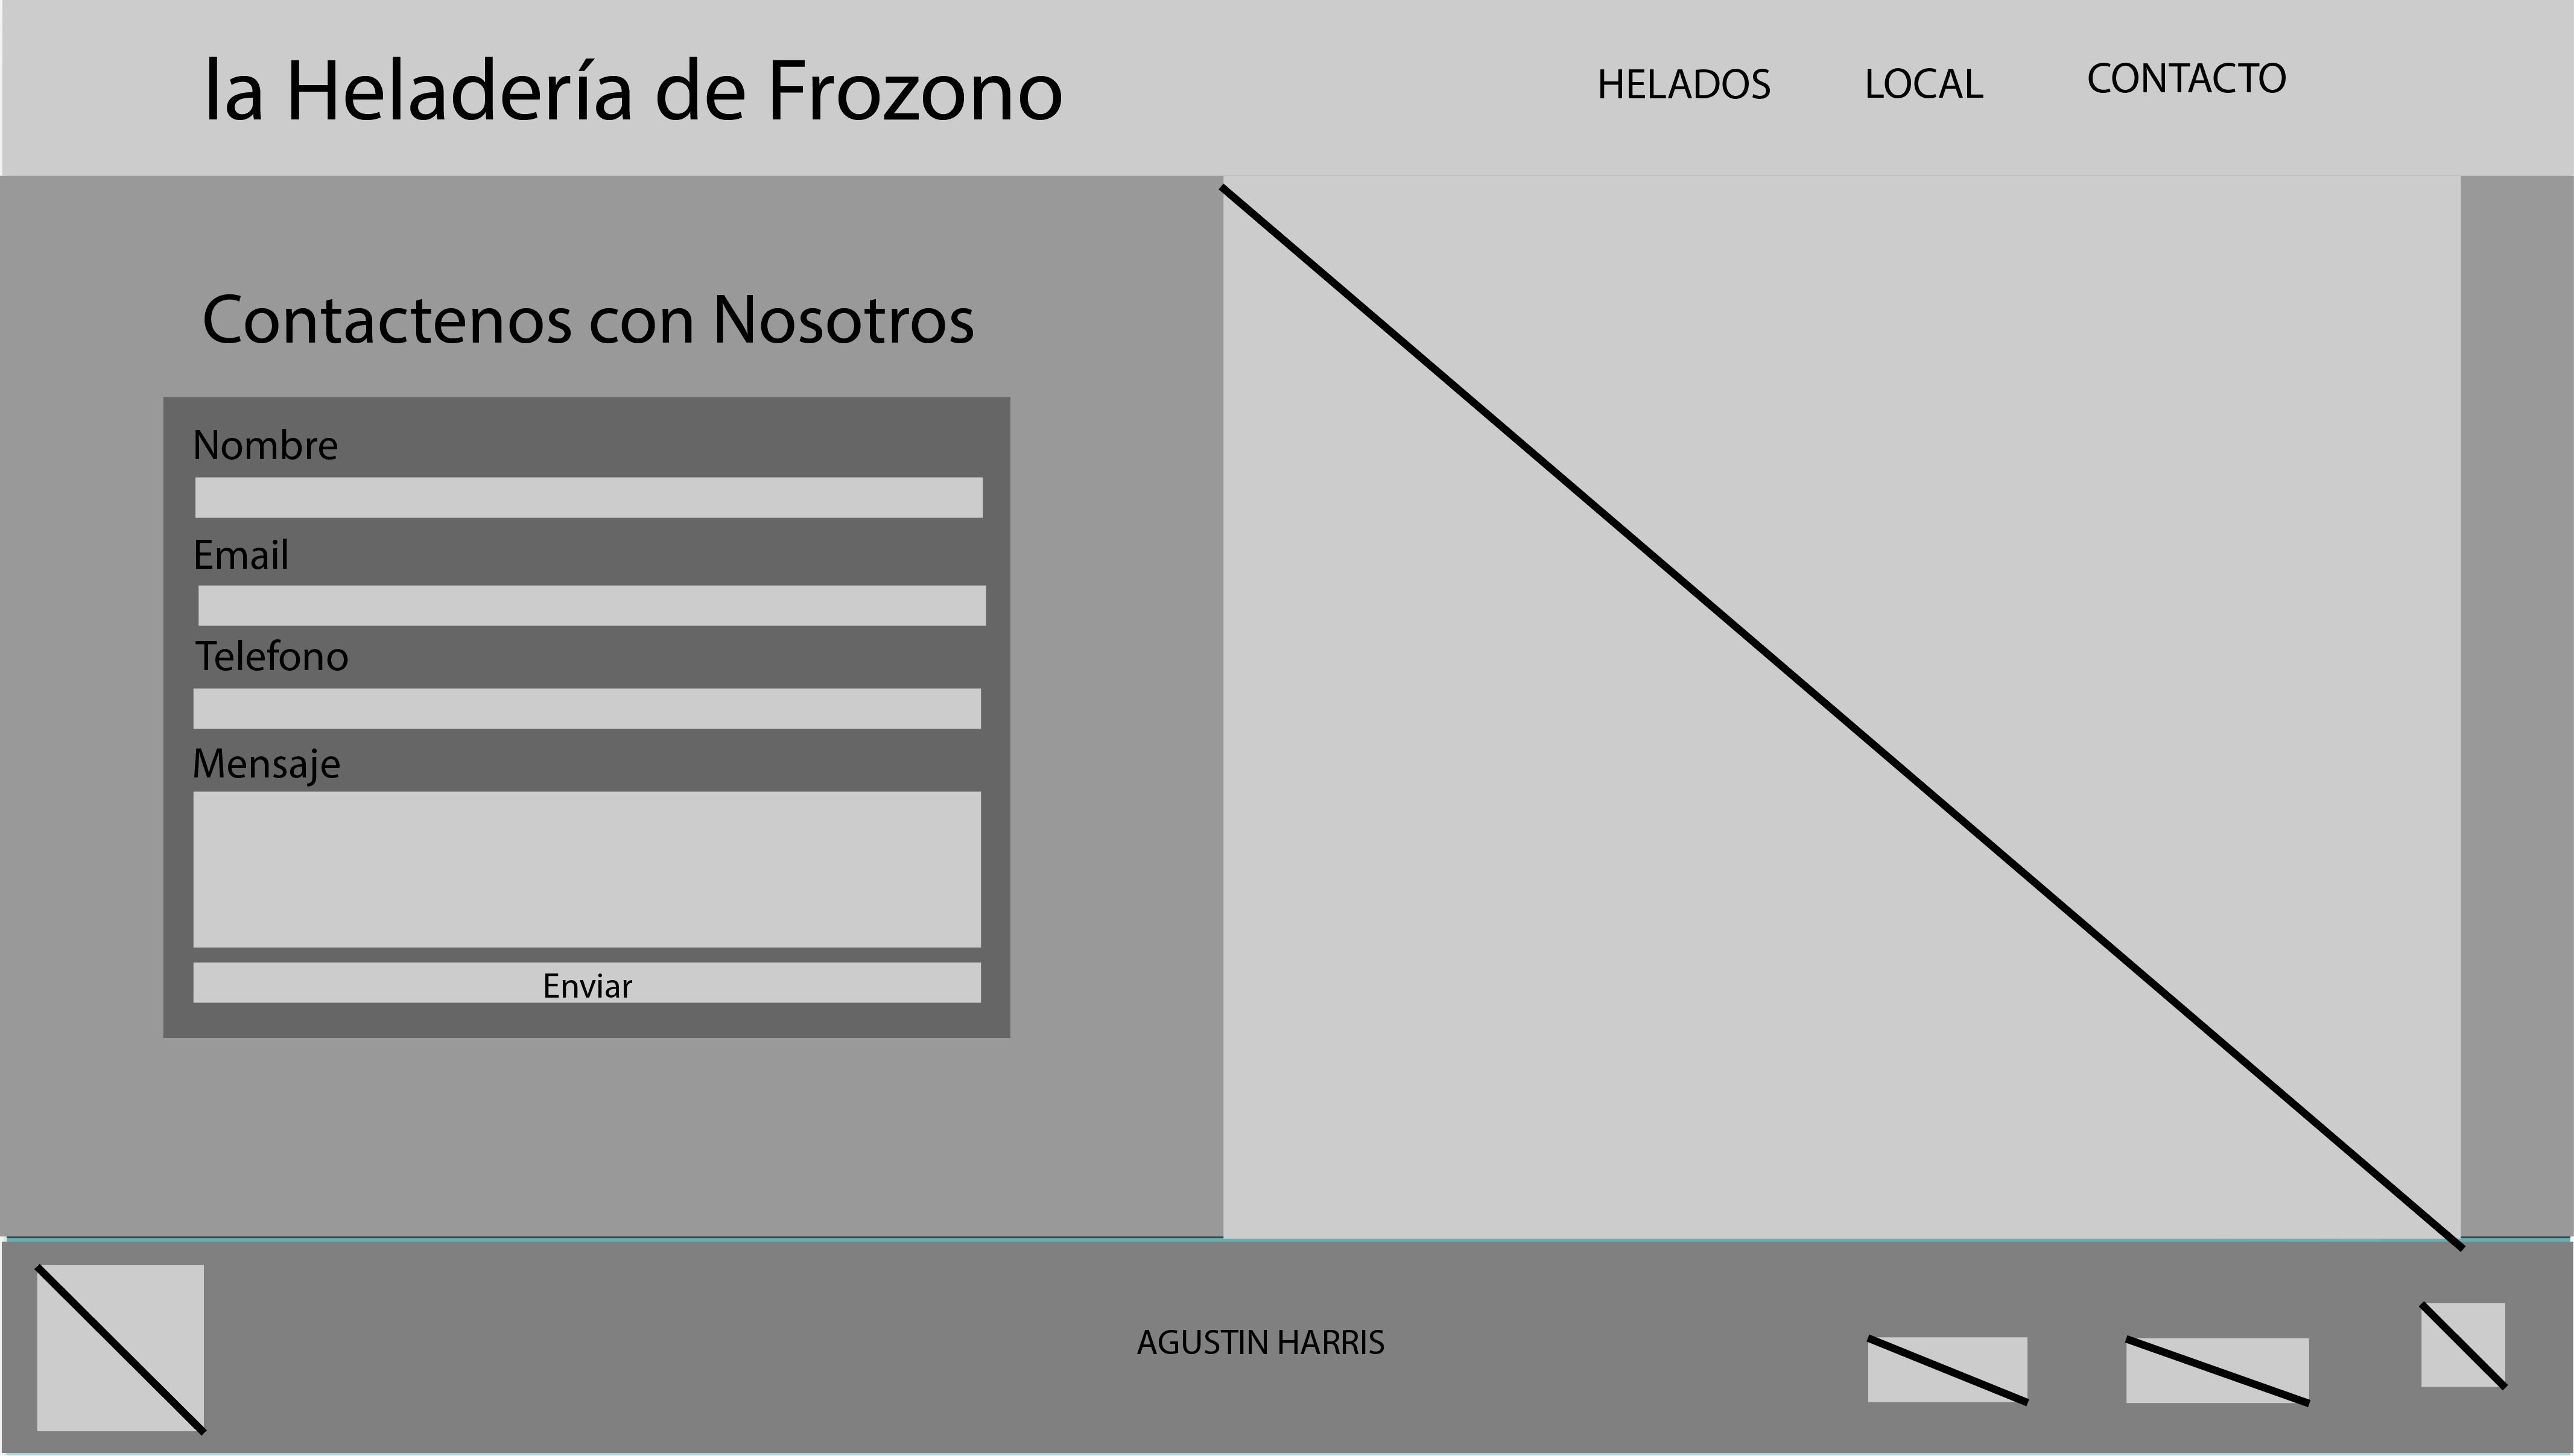 la Heladería de Frozono
HELADOS
LOCAL
CONTACTO
Contactenos con Nosotros
Nombre
Email
Telefono
Mensaje
Enviar
AGUSTIN HARRIS